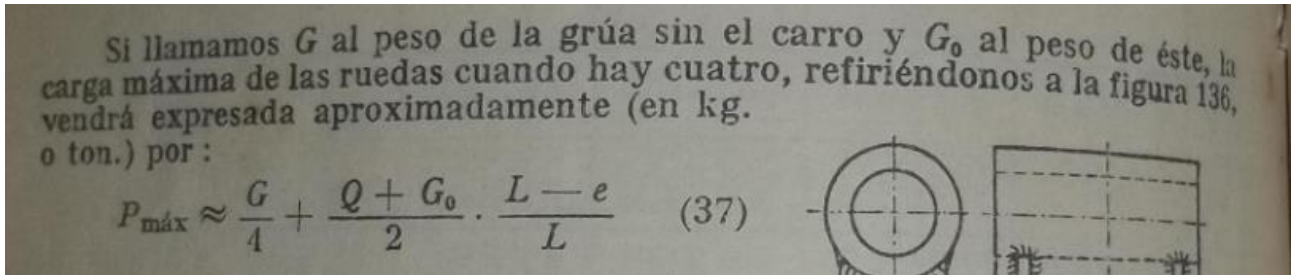 Si llamamos G al peso de la grúa sin el carro y G₀ al peso de éste, la
carga máxima de las ruedas cuando hay cuatro, refiriéndonos a la figura 136,
vendrá expresada aproximadamente (en kg.
o ton.) por :
P_máx ≈ G/4 + (Q + G₀)/2 · (L — e)/L (37)